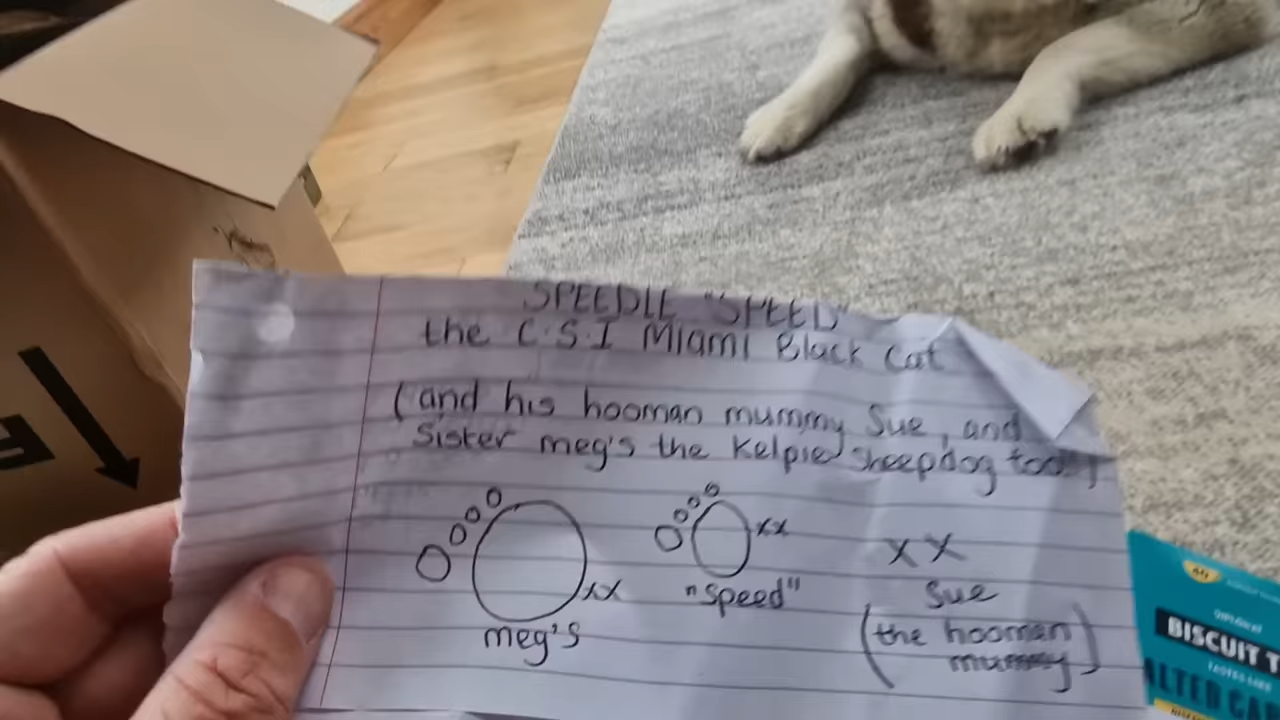 SPEEDLE "SPEED"
the C.S.I Miami Black Cat
(and his hooman mummy Sue, and
Sister meg's the Kelpie sheepdog too!)
xx
xx
xx
meg's
"Speed"
Sue
(the hooman
mummy)
BISCUIT T